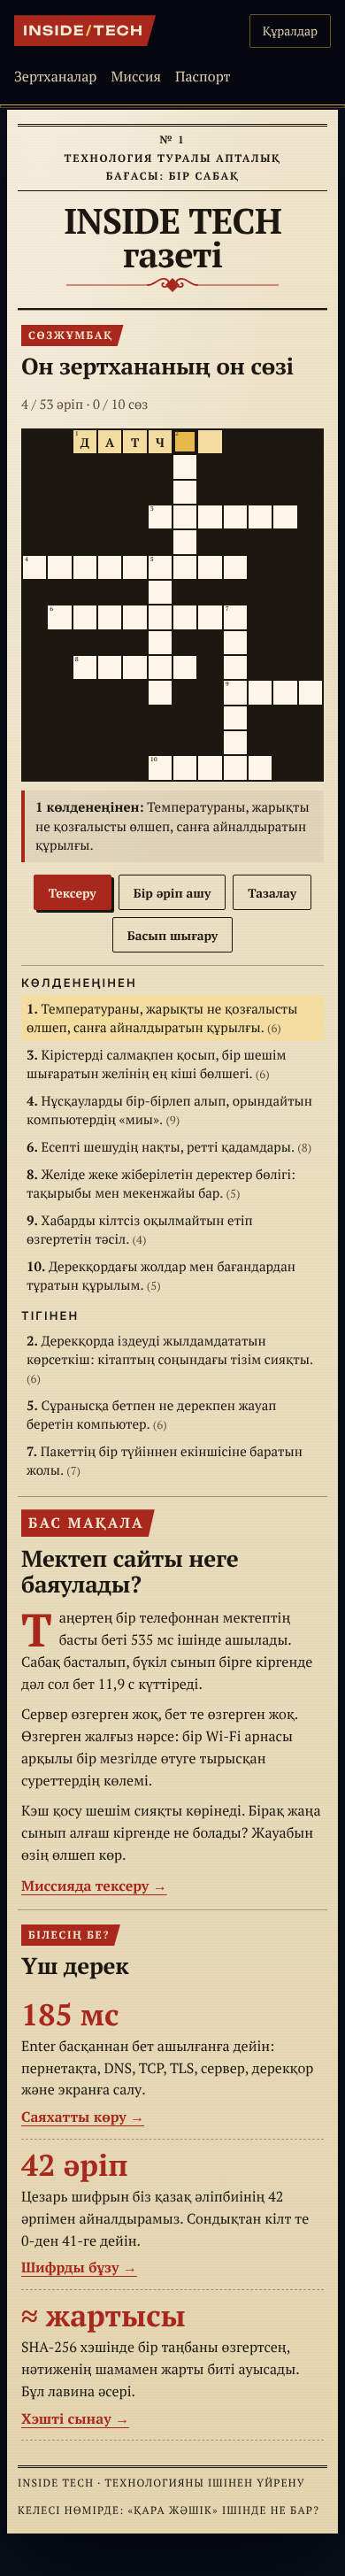 INSIDE/TECH
Құралдар
Зертханалар Миссия Паспорт
№ 1
ТЕХНОЛОГИЯ ТУРАЛЫ АПТАЛЫҚ
БАҒАСЫ: БІР САБАҚ
INSIDE TECH
газеті
СӨЗЖҰМБАҚ
Он зертхананың он сөзі
4 / 53 әріп · 0 / 10 сөз
1 Д А Т Ч 2
3
4 5
6 7
8
9
10
1 көлденеңінен: Температураны, жарықты
не қозғалысты өлшеп, санға айналдыратын
құрылғы.
Тексеру Бір әріп ашу Тазалау
Басып шығару
КӨЛДЕНЕҢІНЕН
1. Температураны, жарықты не қозғалысты
өлшеп, санға айналдыратын құрылғы. (6)
3. Кірістерді салмақпен қосып, бір шешім
шығаратын желінің ең кіші бөлшегі. (6)
4. Нұсқауларды бір-бірлеп алып, орындайтын
компьютердің «миы». (9)
6. Есепті шешудің нақты, ретті қадамдары. (8)
8. Желіде жеке жіберілетін деректер бөлігі:
тақырыбы мен мекенжайы бар. (5)
9. Хабарды кілтсіз оқылмайтын етіп
өзгертетін тәсіл. (4)
10. Дерекқордағы жолдар мен бағандардан
тұратын құрылым. (5)
ТІГІНЕН
2. Дерекқорда іздеуді жылдамдататын
көрсеткіш: кітаптың соңындағы тізім сияқты.
(6)
5. Сұранысқа бетпен не дерекпен жауап
беретін компьютер. (6)
7. Пакеттің бір түйіннен екіншісіне баратын
жолы. (7)
БАС МАҚАЛА
Мектеп сайты неге
баяулады?
Таңертең бір телефоннан мектептің
басты беті 535 мс ішінде ашылады.
Сабақ басталып, бүкіл сынып бірге кіргенде
дәл сол бет 11,9 с күттіреді.
Сервер өзгерген жоқ, бет те өзгерген жоқ.
Өзгерген жалғыз нәрсе: бір Wi-Fi арнасы
арқылы бір мезгілде өтуге тырысқан
суреттердің көлемі.
Кэш қосу шешім сияқты көрінеді. Бірақ жаңа
сынып алғаш кіргенде не болады? Жауабын
өзің өлшеп көр.
Миссияда тексеру →
БІЛЕСІҢ БЕ?
Үш дерек
185 мс
Enter басқаннан бет ашылғанға дейін:
пернетақта, DNS, TCP, TLS, сервер, дерекқор
және экранға салу.
Саяхатты көру →
42 әріп
Цезарь шифрын біз қазақ әліпбиінің 42
әрпімен айналдырамыз. Сондықтан кілт те
0-ден 41-ге дейін.
Шифрды бұзу →
≈ жартысы
SHA-256 хэшінде бір таңбаны өзгертсең,
нәтиженің шамамен жарты биті ауысады.
Бұл лавина әсері.
Хэшті сынау →
INSIDE TECH · ТЕХНОЛОГИЯНЫ ІШІНЕН ҮЙРЕНУ
КЕЛЕСІ НӨМІРДЕ: «ҚАРА ЖӘШІК» ІШІНДЕ НЕ БАР?